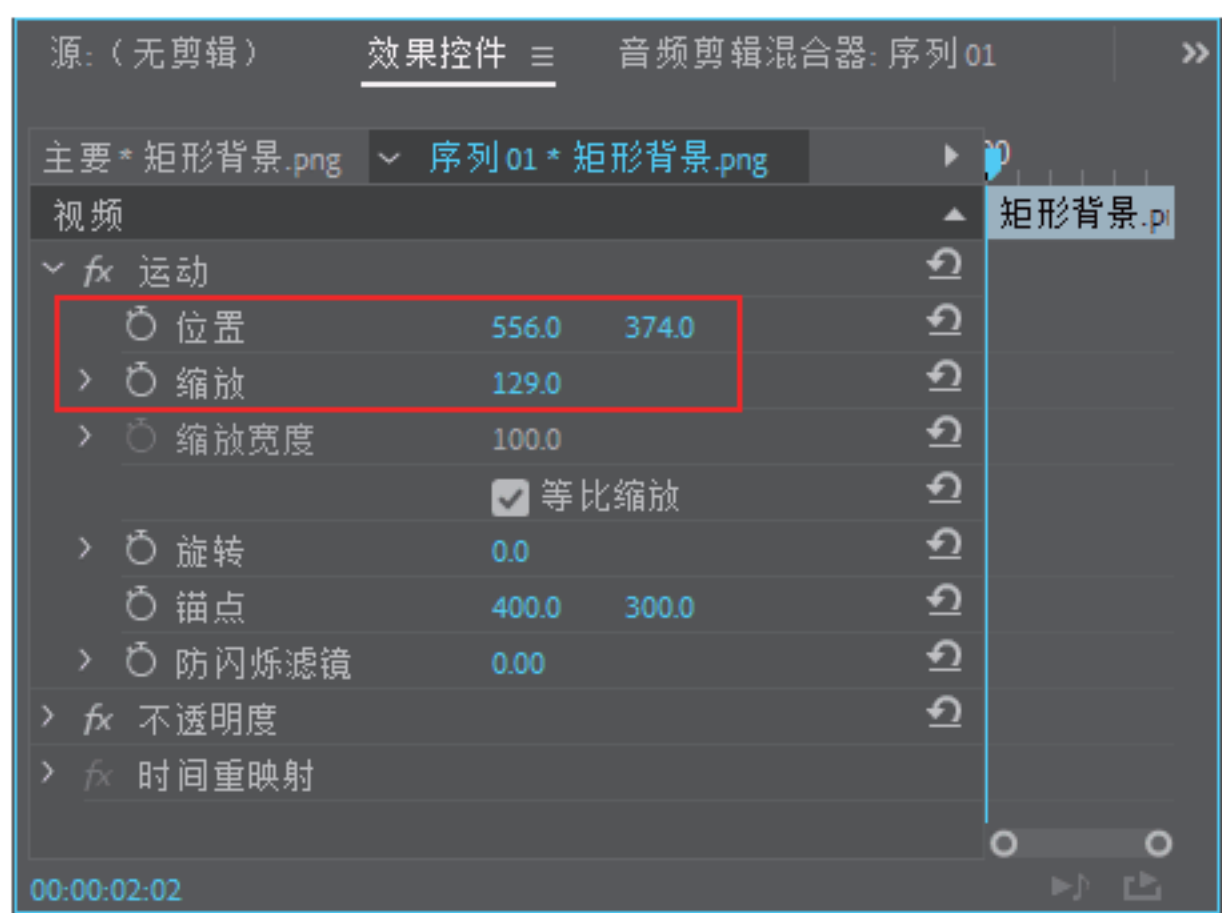 源:（无剪辑） 效果控件 ≡ 音频剪辑混合器: 序列 01 »
主要 * 矩形背景.png 序列 01 * 矩形背景.png
视频 矩形背景.p
fx 运动
位置 556.0 374.0
缩放 129.0
缩放宽度 100.0
等比缩放
旋转 0.0
锚点 400.0 300.0
防闪烁滤镜 0.00
fx 不透明度
fx 时间重映射
00:00:02:02